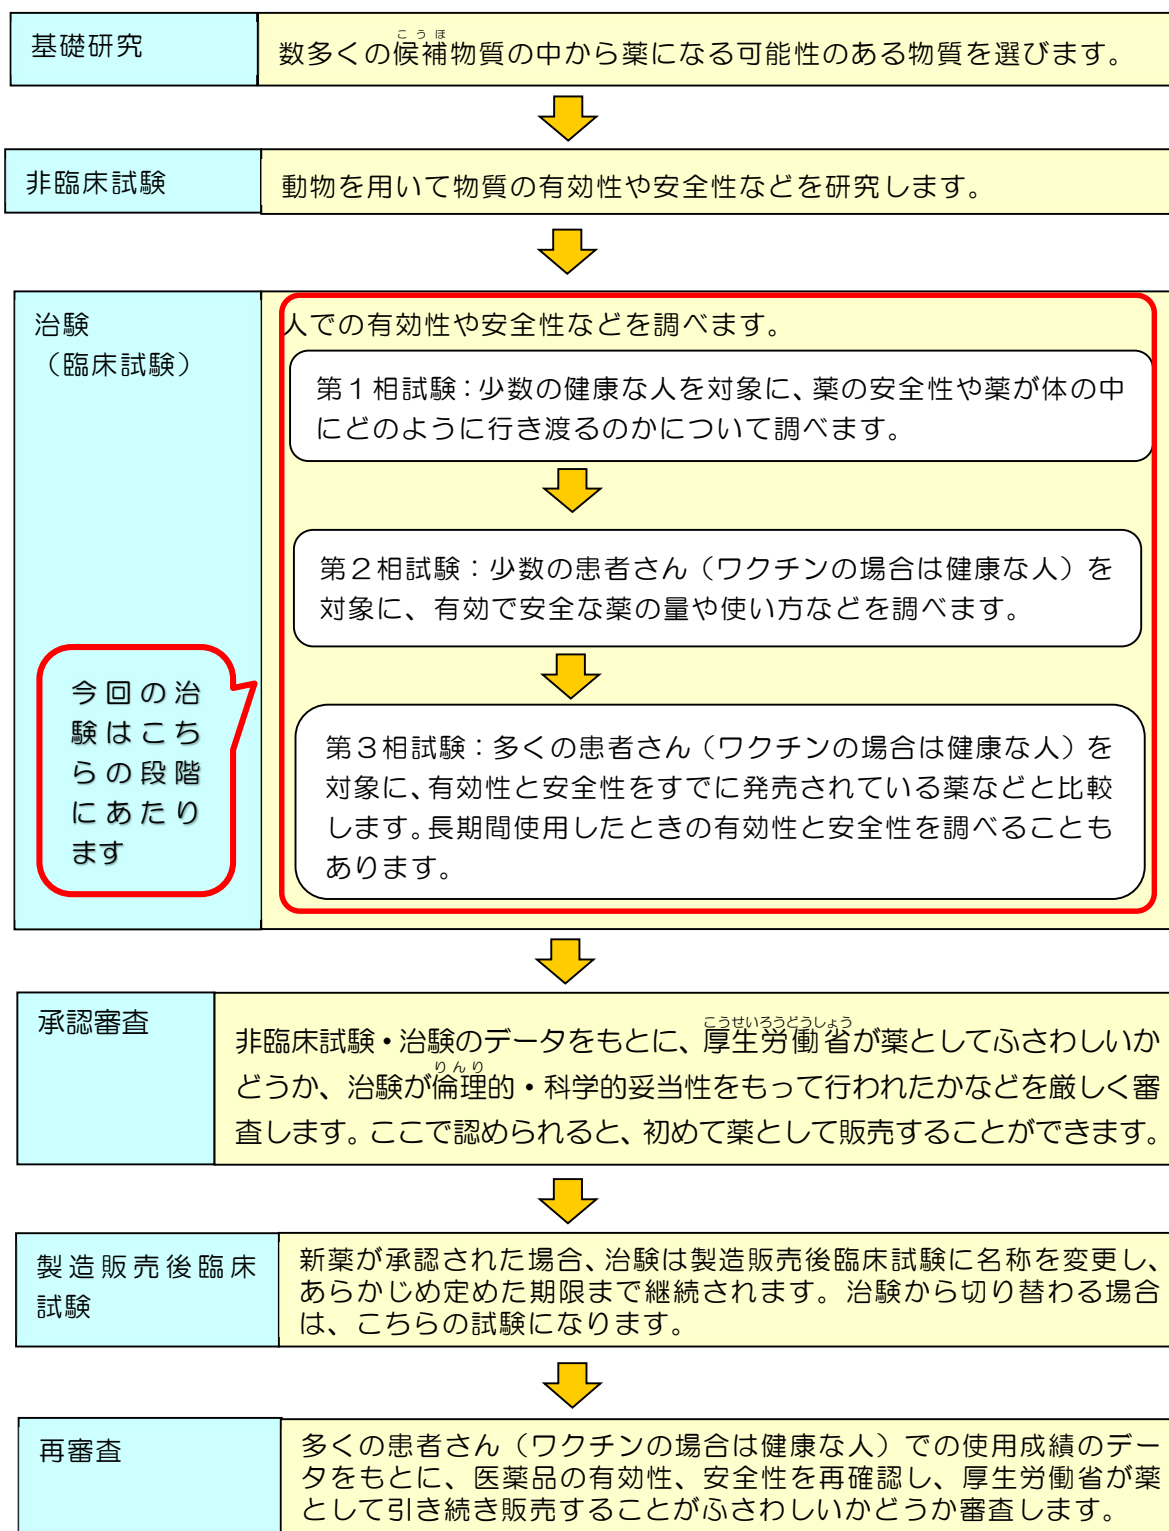 基礎研究
数多くの候補物質の中から薬になる可能性のある物質を選びます。
こうほ
非臨床試験
動物を用いて物質の有効性や安全性などを研究します。
治験
（臨床試験）
人での有効性や安全性などを調べます。
第１相試験：少数の健康な人を対象に、薬の安全性や薬が体の中
にどのように行き渡るのかについて調べます。
第２相試験：少数の患者さん（ワクチンの場合は健康な人）を
対象に、有効で安全な薬の量や使い方などを調べます。
今回の治
験はこち
らの段階
にあたり
ます
第３相試験：多くの患者さん（ワクチンの場合は健康な人）を
対象に、有効性と安全性をすでに発売されている薬などと比較
します。長期間使用したときの有効性と安全性を調べることも
あります。
承認審査
こうせいろうどうしょう
非臨床試験・治験のデータをもとに、厚生労働省が薬としてふさわしいか
りんり
どうか、治験が倫理的・科学的妥当性をもって行われたかなどを厳しく審
査します。ここで認められると、初めて薬として販売することができます。
製造販売後臨床
試験
新薬が承認された場合、治験は製造販売後臨床試験に名称を変更し、
あらかじめ定めた期限まで継続されます。治験から切り替わる場合
は、こちらの試験になります。
再審査
多くの患者さん（ワクチンの場合は健康な人）での使用成績のデー
タをもとに、医薬品の有効性、安全性を再確認し、厚生労働省が薬
として引き続き販売することがふさわしいかどうか審査します。